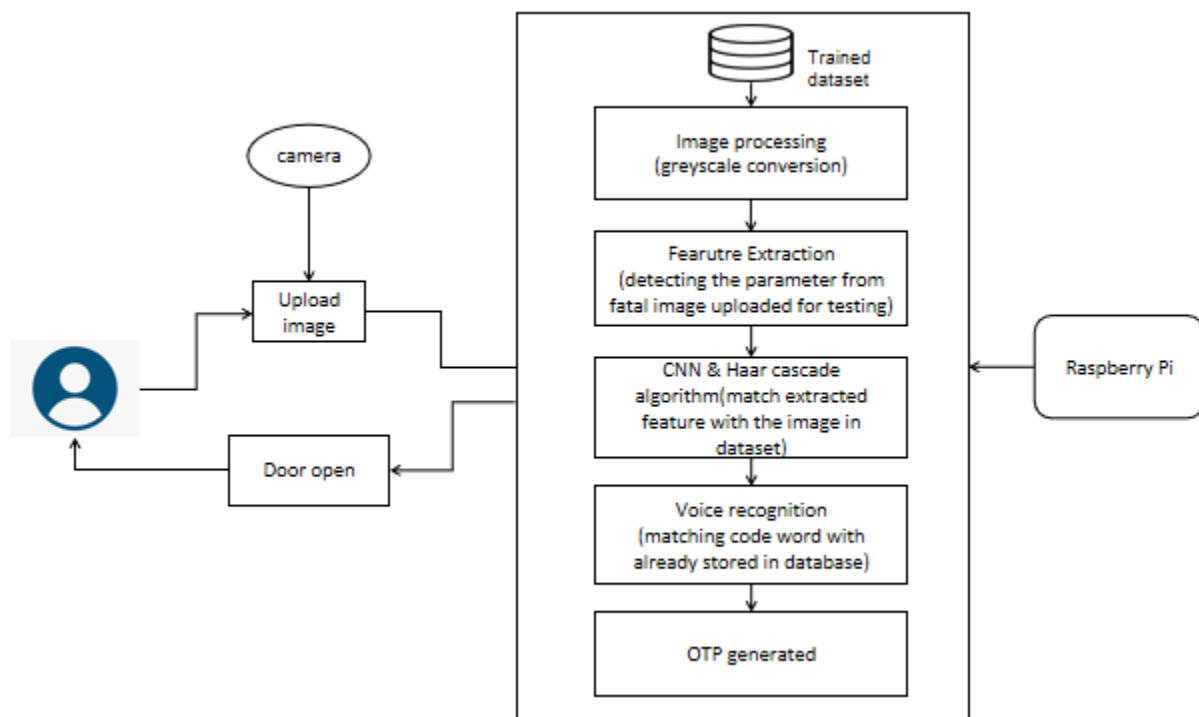 Trained
dataset
Image processing
(greyscale conversion)
camera
Fearutre Extraction
(detecting the parameter from
fatal image uploaded for testing)
Upload
image
CNN & Haar cascade
algorithm(match extracted
feature with the image in
dataset)
Raspberry Pi
Door open
Voice recognition
(matching code word with
already stored in database)
OTP generated